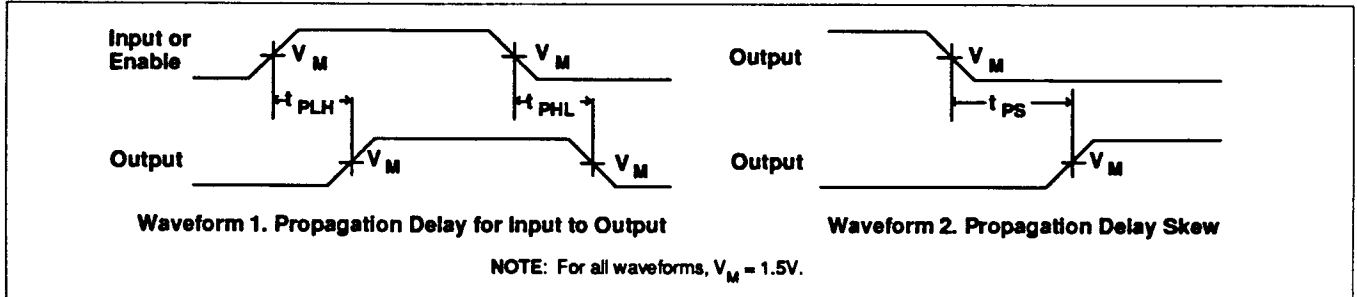 Input or
Enable
V M
V M
t PLH
t PHL
Output
V M
V M
Waveform 1. Propagation Delay for Input to Output
Output
V M
t PS
Output
V M
Waveform 2. Propagation Delay Skew
NOTE: For all waveforms, VM = 1.5V.